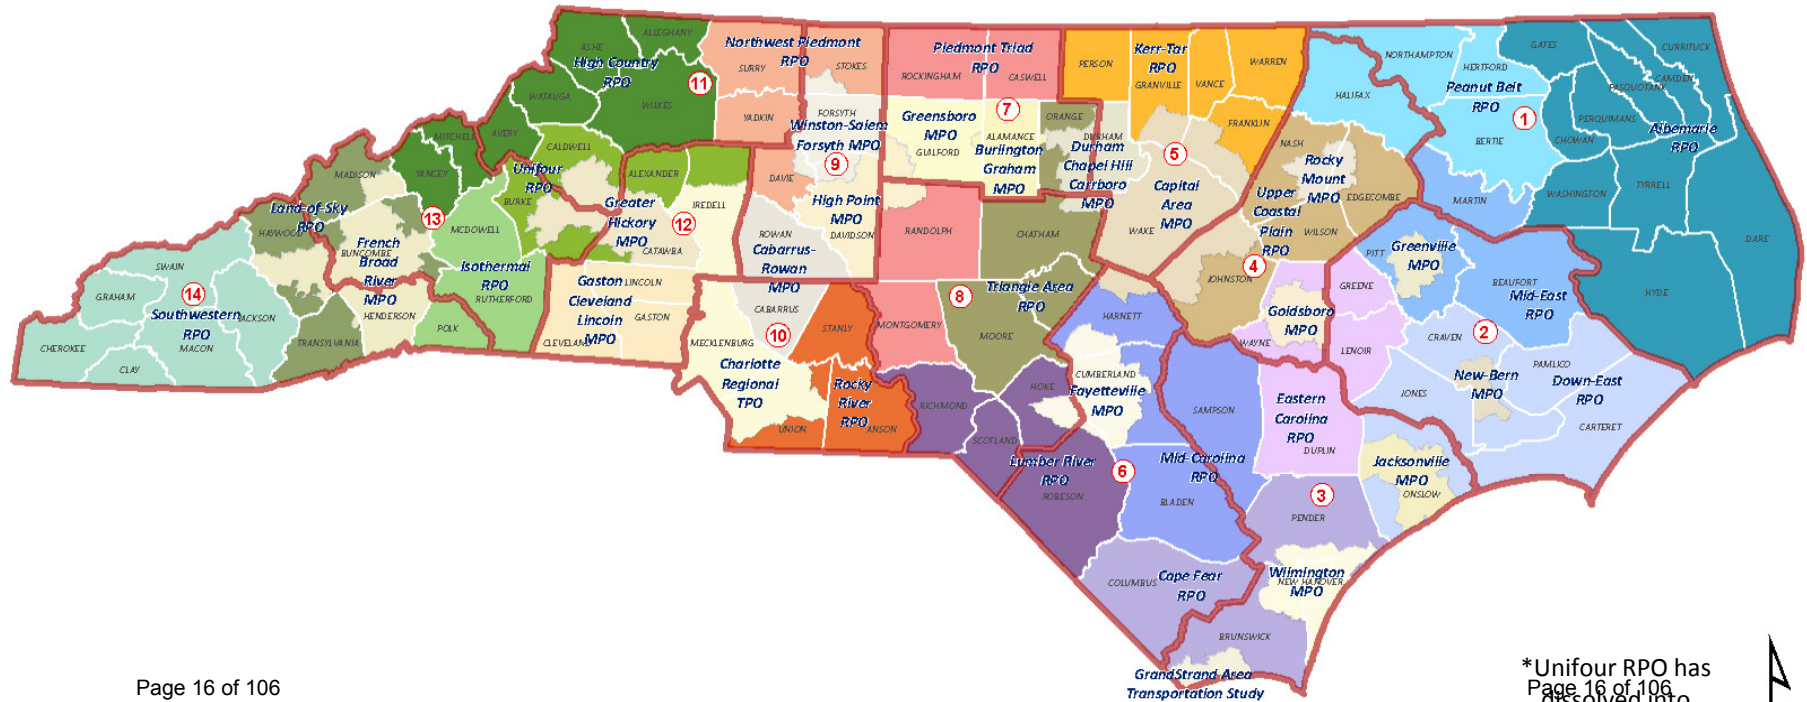 ALLEGHANY
ASHE
High Country
RPO
11
WATAUGA
WILKES
AVERY
MITCHELL
YANCEY
MADISON
Northwest Piedmont
RPO
SURRY
STOKES
YADKIN
FORSYTH
Winston-Salem
Forsyth MPO
9
DAVIE
High Point
MPO
DAVIDSON
Piedmont Triad
RPO
ROCKINGHAM
CASWELL
7
Greensboro
MPO
GUILFORD
ALAMANCE
Burlington
Graham
MPO
ORANGE
DURHAM
Durham
Chapel Hill
Carrboro
MPO
Kerr-Tar
RPO
PERSON
GRANVILLE
VANCE
WARREN
FRANKLIN
5
Capital
Area
MPO
WAKE
NORTHAMPTON
HALIFAX
HERTFORD
Peanut Belt
RPO
1
BERTIE
MARTIN
GATES
CURRITUCK
CAMDEN
PASQUOTANK
PERQUIMANS
CHOWAN
Albemarle
RPO
WASHINGTON
TYRRELL
DARE
HYDE
NASH
Rocky
Mount
MPO
EDGECOMBE
Upper
Coastal
Plain
RPO
WILSON
4
JOHNSTON
Goldsboro
MPO
WAYNE
GREENE
LENOIR
PITT
Greenville
MPO
BEAUFORT
Mid-East
RPO
CRAVEN
2
PAMLICO
New-Bern
MPO
Down-East
RPO
JONES
CARTERET
Jacksonville
MPO
ONSLOW
Eastern
Carolina
RPO
DUPLIN
SAMPSON
3
PENDER
Wilmington
MPO
NEW HANOVER
BRUNSWICK
GrandStrand Area
Transportation Study
Cape Fear
RPO
COLUMBUS
BLADEN
Mid-Carolina
RPO
6
Lumber River
RPO
ROBESON
HARNETT
CUMBERLAND
Fayetteville
MPO
HOKE
SCOTLAND
RICHMOND
CHATHAM
Triangle Area
RPO
8
MOORE
RANDOLPH
MONTGOMERY
STANLY
Rocky
River
RPO
ANSON
UNION
ROWAN
Cabarrus-
Rowan
MPO
CABARRUS
10
MECKLENBURG
Charlotte
Regional
TPO
CALDWELL
Unifour
RPO
BURKE
ALEXANDER
IREDELL
Greater
Hickory
MPO
12
CATAWBA
Gaston
Cleveland
Lincoln
MPO
LINCOLN
GASTON
CLEVELAND
13
MCDOWELL
Isothermal
RPO
RUTHERFORD
POLK
Land-of-Sky
RPO
HAYWOOD
BUNCOMBE
French
Broad
River
MPO
HENDERSON
TRANSYLVANIA
SWAIN
14
GRAHAM
Southwestern
RPO
JACKSON
CHEROKEE
MACON
CLAY
Page 16 of 106
*Unifour RPO has
Page 16 of 106
dissolved into